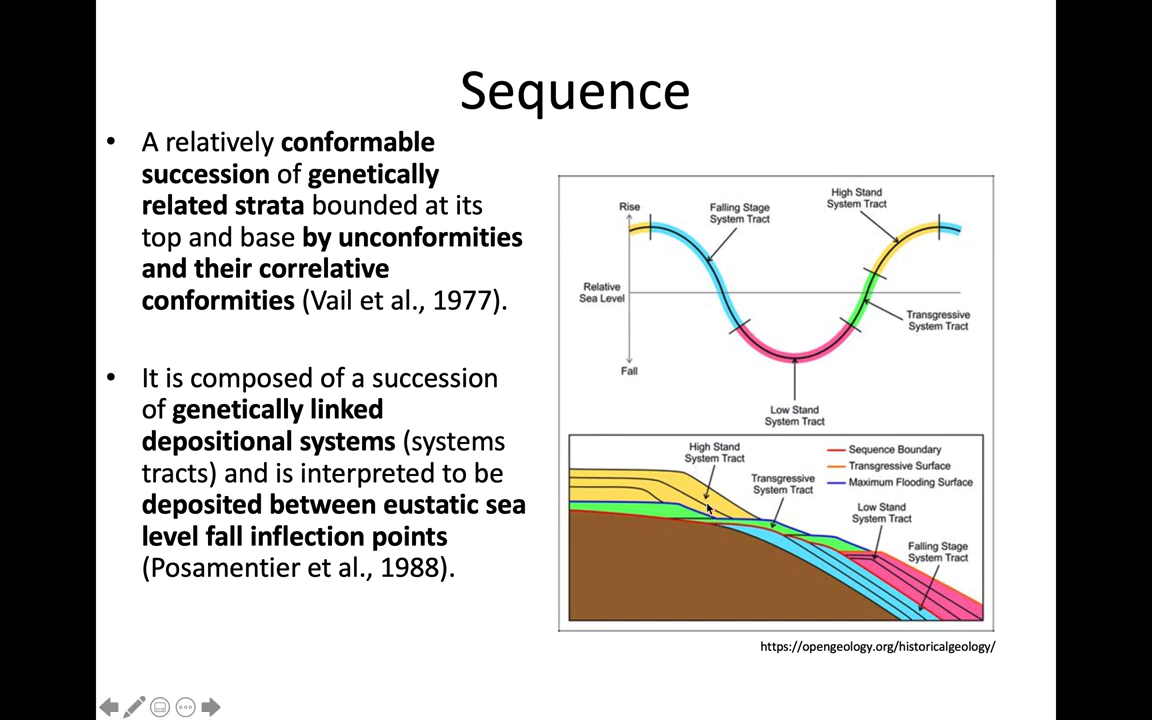 Sequence
• A relatively conformable
succession of genetically
related strata bounded at its
top and base by unconformities
and their correlative
conformities (Vail et al., 1977).
• It is composed of a succession
of genetically linked
depositional systems (systems
tracts) and is interpreted to be
deposited between eustatic sea
level fall inflection points
(Posamentier et al., 1988).
High Stand
System Tract
Rise
Falling Stage
System Tract
Relative
Sea Level
Transgressive
System Tract
Fall
Low Stand
System Tract
High Stand
System Tract
Sequence Boundary
Transgressive Surface
Maximum Flooding Surface
Transgressive
System Tract
Low Stand
System Tract
Falling Stage
System Tract
https://opengeology.org/historicalgeology/